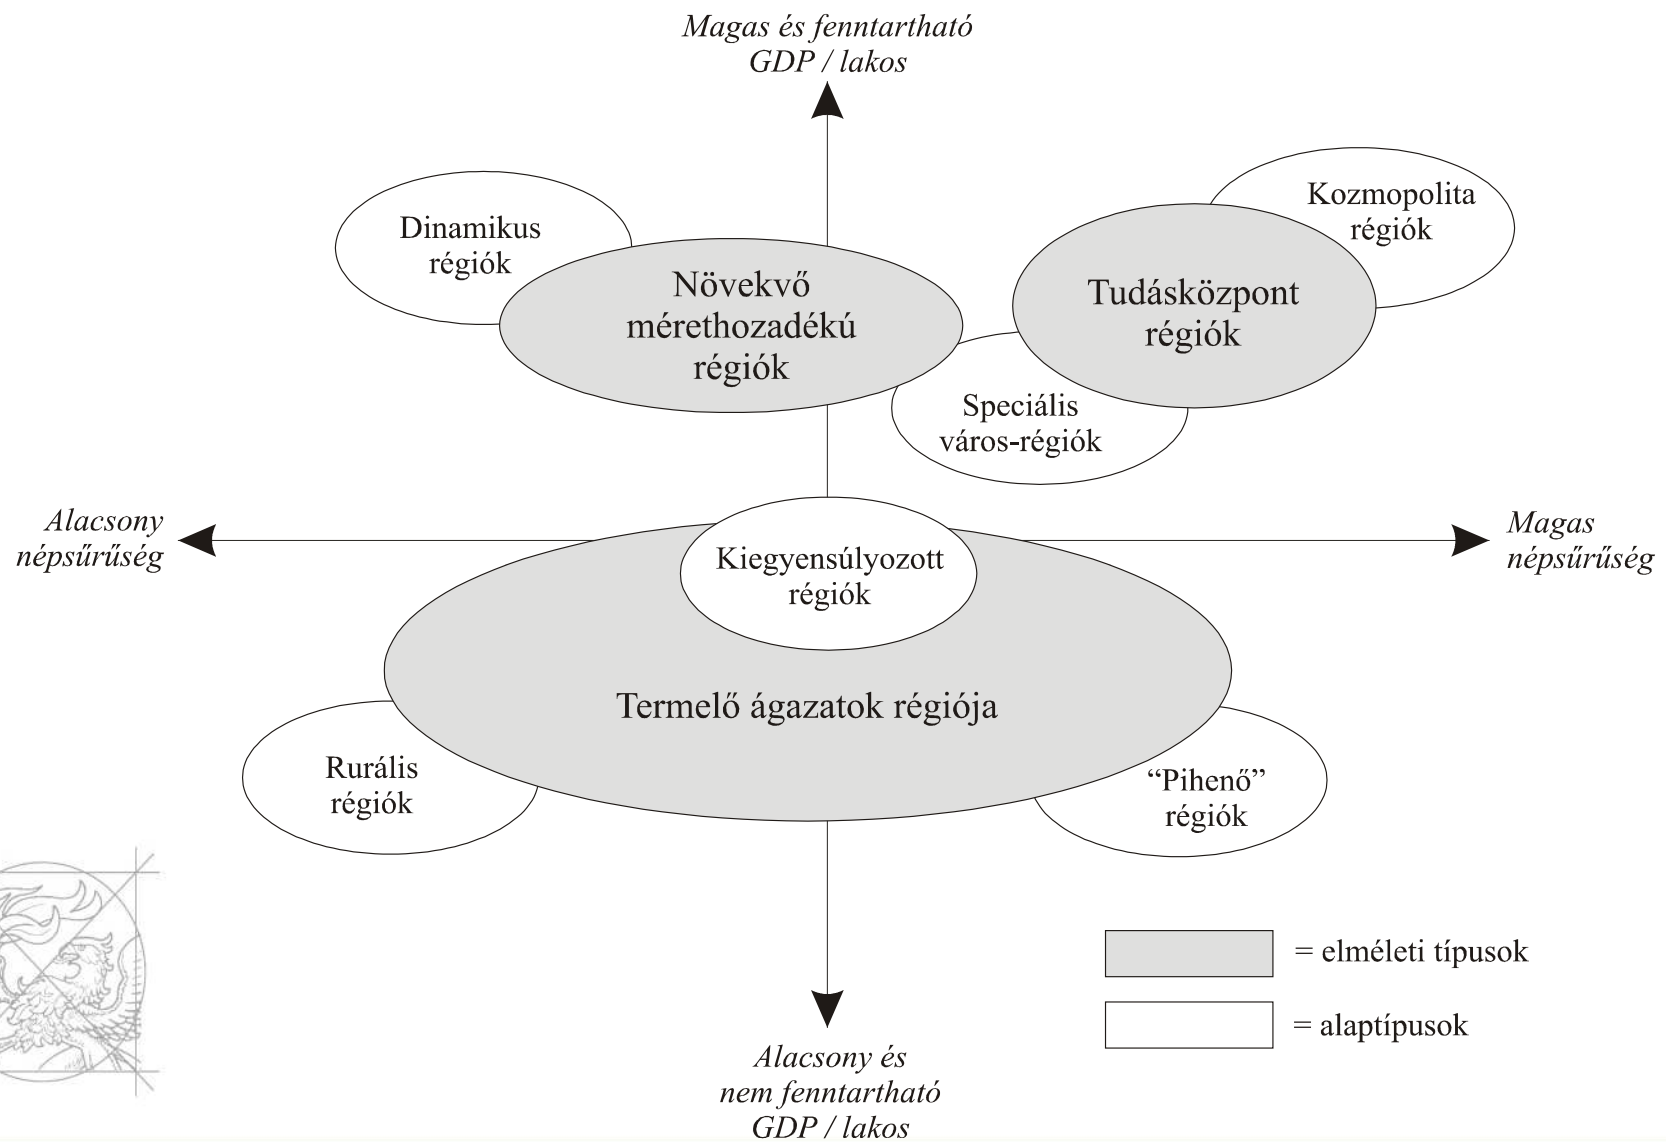 Magas és fenntartható
GDP / lakos
Dinamikus
régiók
Kozmopolita
régiók
Növekvő
mérethozadékú
régiók
Tudásközpont
régiók
Speciális
város-régiók
Alacsony
népsűrűség
Magas
népsűrűség
Kiegyensúlyozott
régiók
Termelő ágazatok régiója
Rurális
régiók
“Pihenő”
régiók
= elméleti típusok
= alaptípusok
Alacsony és
nem fenntartható
GDP / lakos